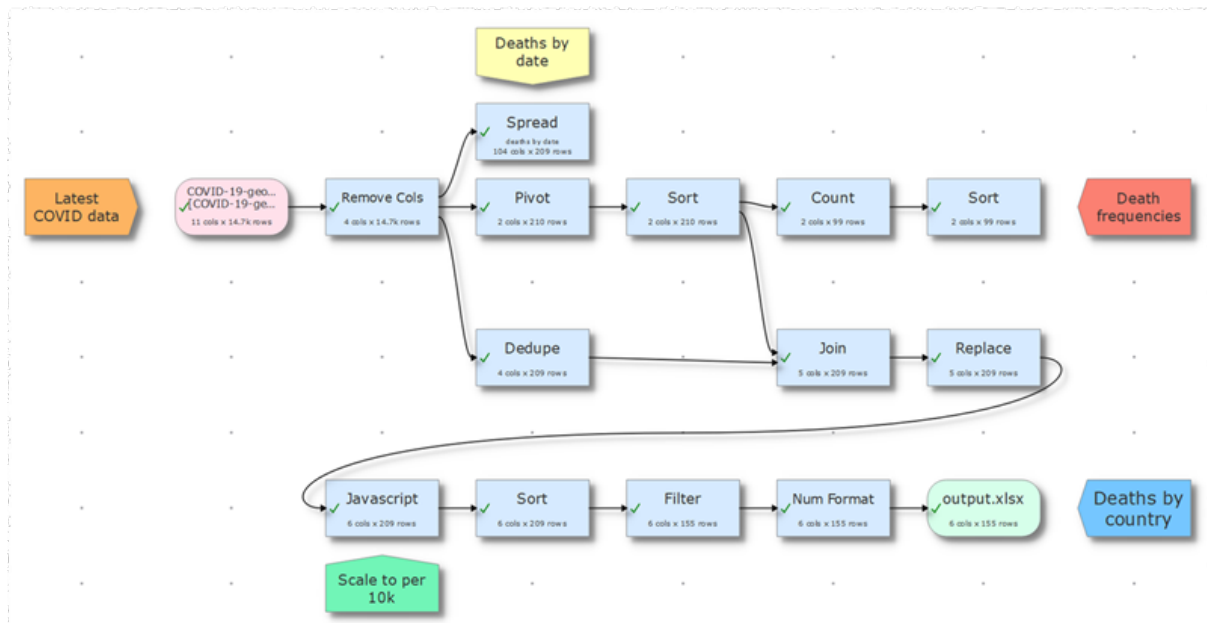 Deaths by
date
Spread
deaths by date
104 cols x 209 rows
Latest
COVID data
COVID-19-geo...
[COVID-19-ge...
11 cols x 14.7k rows
Remove Cols
4 cols x 14.7k rows
Pivot
2 cols x 210 rows
Sort
2 cols x 210 rows
Count
2 cols x 99 rows
Sort
2 cols x 99 rows
Death
frequencies
Dedupe
4 cols x 209 rows
Join
5 cols x 209 rows
Replace
5 cols x 209 rows
Javascript
6 cols x 209 rows
Sort
6 cols x 209 rows
Filter
6 cols x 155 rows
Num Format
6 cols x 155 rows
output.xlsx
6 cols x 155 rows
Deaths by
country
Scale to per
10k